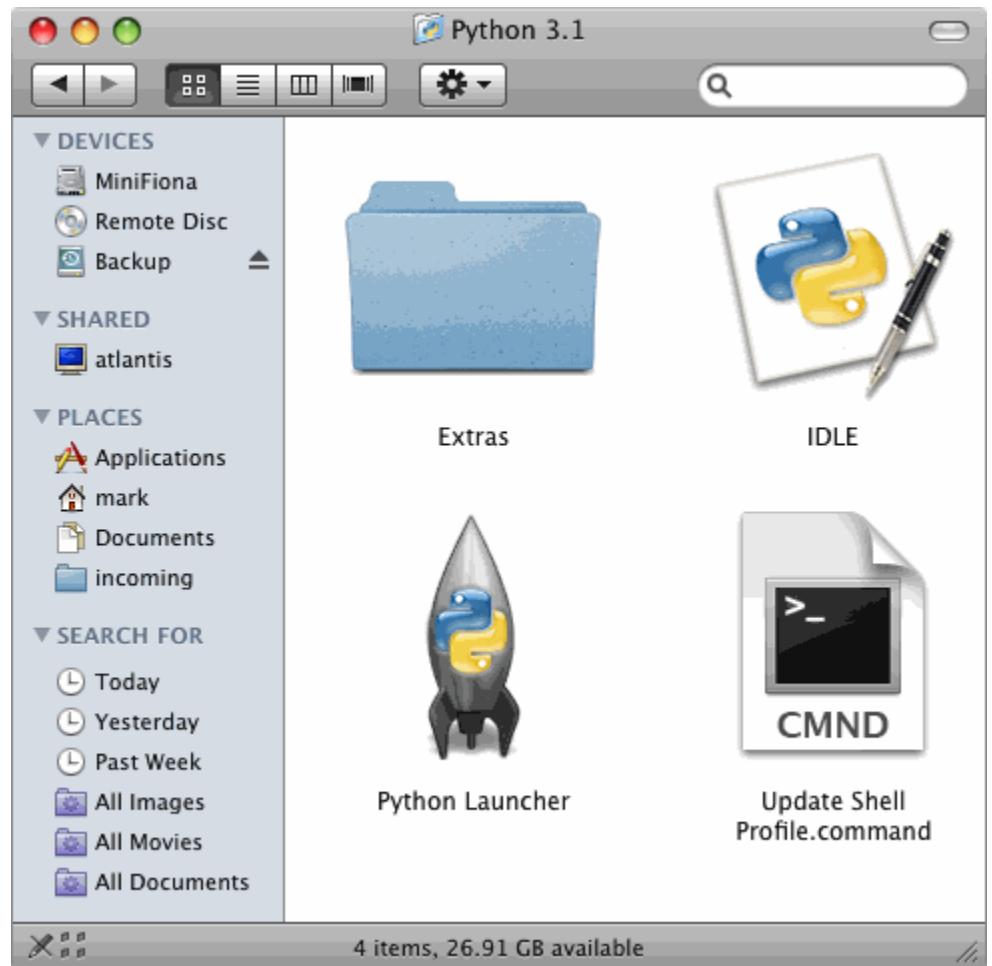 Python 3.1
DEVICES
MiniFiona
Remote Disc
Backup
SHARED
atlantis
PLACES
Applications
mark
Documents
incoming
SEARCH FOR
Today
Yesterday
Past Week
All Images
All Movies
All Documents
Extras
IDLE
>_
CMND
Python Launcher
Update Shell
Profile.command
4 items, 26.91 GB available